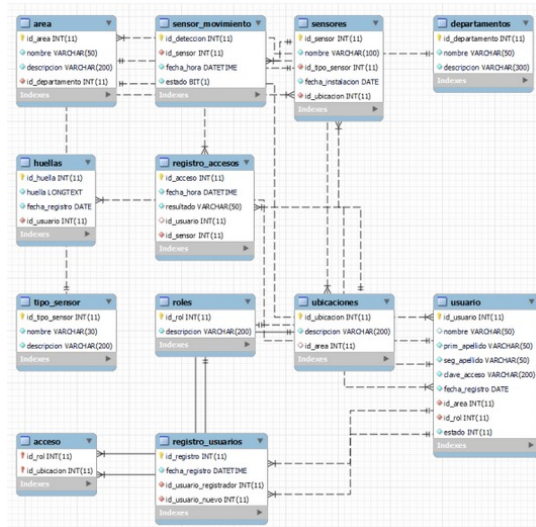 area
id_area INT(11)
nombre VARCHAR(50)
descripcion VARCHAR(200)
id_departamento INT(11)
Indexes
sensor_movimiento
id_deteccion INT(11)
id_sensor INT(11)
fecha_hora DATETIME
estado BIT(1)
Indexes
sensores
id_sensor INT(11)
nombre VARCHAR(100)
id_tipo_sensor INT(11)
fecha_instalacion DATE
id_ubicacion INT(11)
Indexes
departamentos
id_departamento INT(11)
nombre VARCHAR(50)
descripcion VARCHAR(300)
Indexes
huellas
id_huella INT(11)
huella LONGTEXT
fecha_registro DATE
id_usuario INT(11)
Indexes
registro_accesos
id_acceso INT(11)
fecha_hora DATETIME
resultado VARCHAR(50)
id_usuario INT(11)
id_sensor INT(11)
Indexes
tipo_sensor
id_tipo_sensor INT(11)
nombre VARCHAR(30)
descripcion VARCHAR(200)
Indexes
roles
id_rol INT(11)
descripcion VARCHAR(200)
Indexes
ubicaciones
id_ubicacion INT(11)
descripcion VARCHAR(200)
id_area INT(11)
Indexes
usuario
id_usuario INT(11)
nombre VARCHAR(50)
prim_apellido VARCHAR(50)
seg_apellido VARCHAR(50)
clave_acceso VARCHAR(200)
fecha_registro DATE
id_area INT(11)
id_rol INT(11)
estado INT(11)
Indexes
acceso
id_rol INT(11)
id_ubicacion INT(11)
Indexes
registro_usuarios
id_registro INT(11)
fecha_registro DATETIME
id_usuario_registrador INT(11)
id_usuario_nuevo INT(11)
Indexes